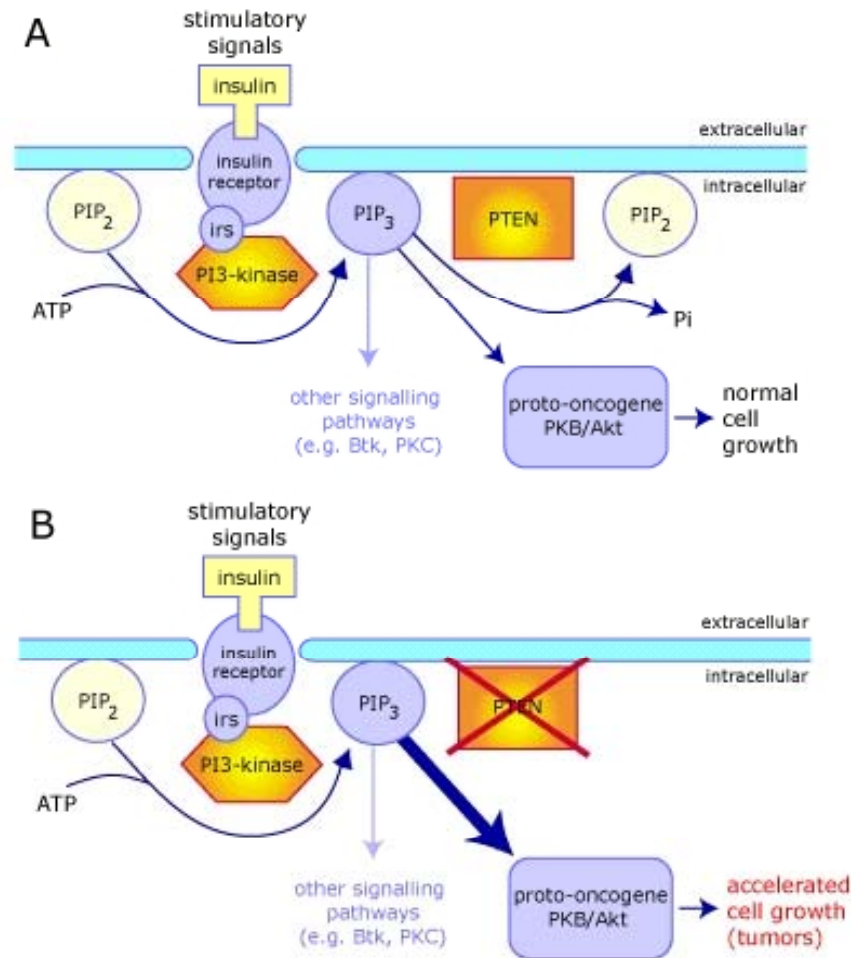 A
stimulatory
signals
insulin
extracellular
insulin
receptor
intracellular
PIP2
irs
PIP3
PTEN
PIP2
PI3-kinase
ATP
Pi
other signalling
pathways
(e.g. Btk, PKC)
proto-oncogene
PKB/Akt
normal
cell
growth
B
stimulatory
signals
insulin
extracellular
insulin
receptor
intracellular
PIP2
irs
PIP3
PTEN
PI3-kinase
ATP
other signalling
pathways
(e.g. Btk, PKC)
proto-oncogene
PKB/Akt
accelerated
cell growth
(tumors)